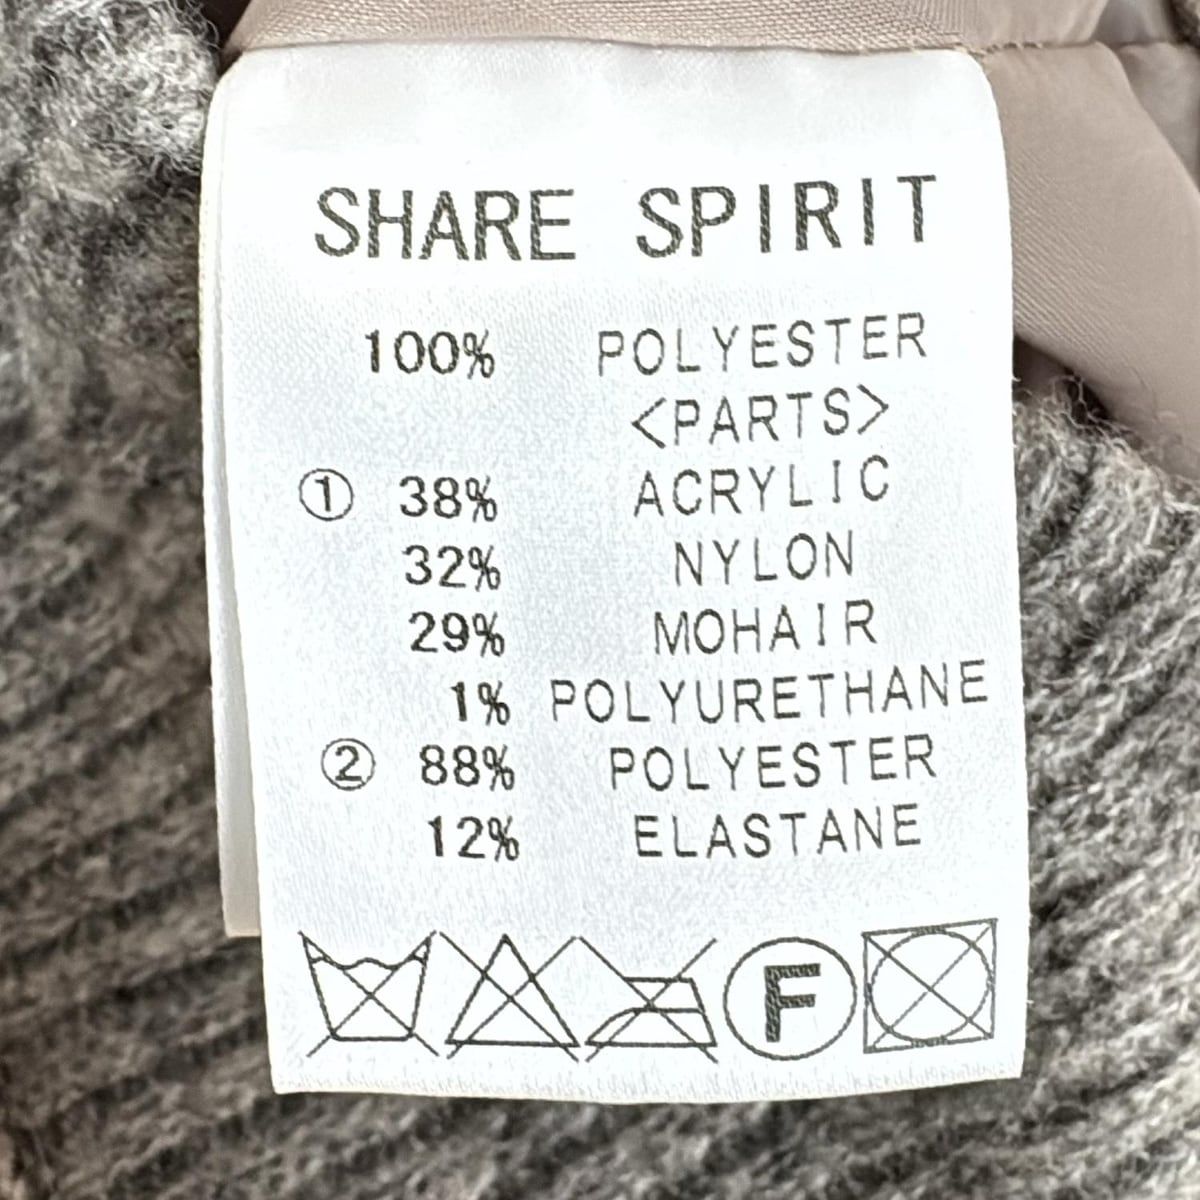 SHARE SPIRIT
100% POLYESTER
<PARTS>
① 38% ACRYLIC
32% NYLON
29% MOHAIR
1% POLYURETHANE
② 88% POLYESTER
12% ELASTANE
F